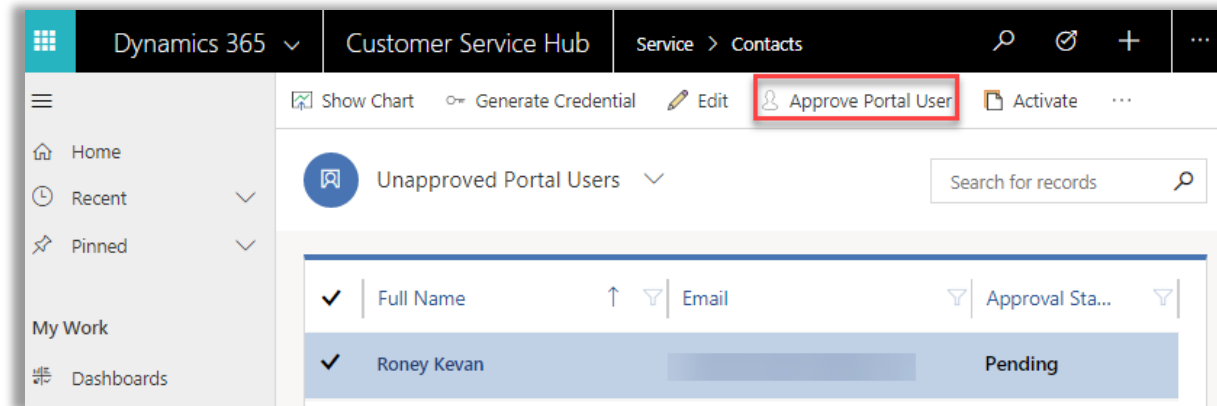 Dynamics 365 Customer Service Hub Service > Contacts ...
Show Chart Generate Credential Edit Approve Portal User Activate ...
Home
Unapproved Portal Users Search for records
Recent
Pinned
Full Name Email Approval Sta...
My Work
Roney Kevan Pending
Dashboards